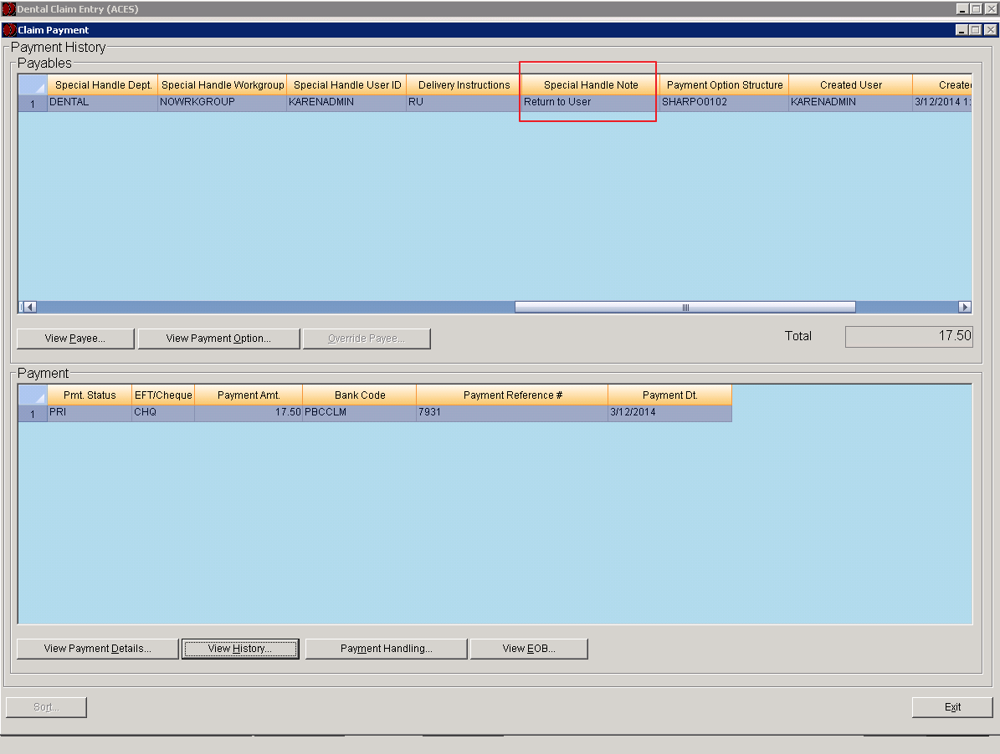 Dental Claim Entry (ACES)
Claim Payment
Payment History
Payables
Special Handle Dept. Special Handle Workgroup Special Handle User ID Delivery Instructions Special Handle Note Payment Option Structure Created User Created
1 DENTAL NOWRKGROUP KARENADMIN RU Return to User SHARPO0102 KARENADMIN 3/12/2014 1:
View Payee... View Payment Option... Override Payee... Total 17.50
Payment
Pmt. Status EFT/Cheque Payment Amt. Bank Code Payment Reference # Payment Dt.
1 PRI CHQ 17.50 PBCCLM 7931 3/12/2014
View Payment Details... View History... Payment Handling... View EOB...
Sort... Exit